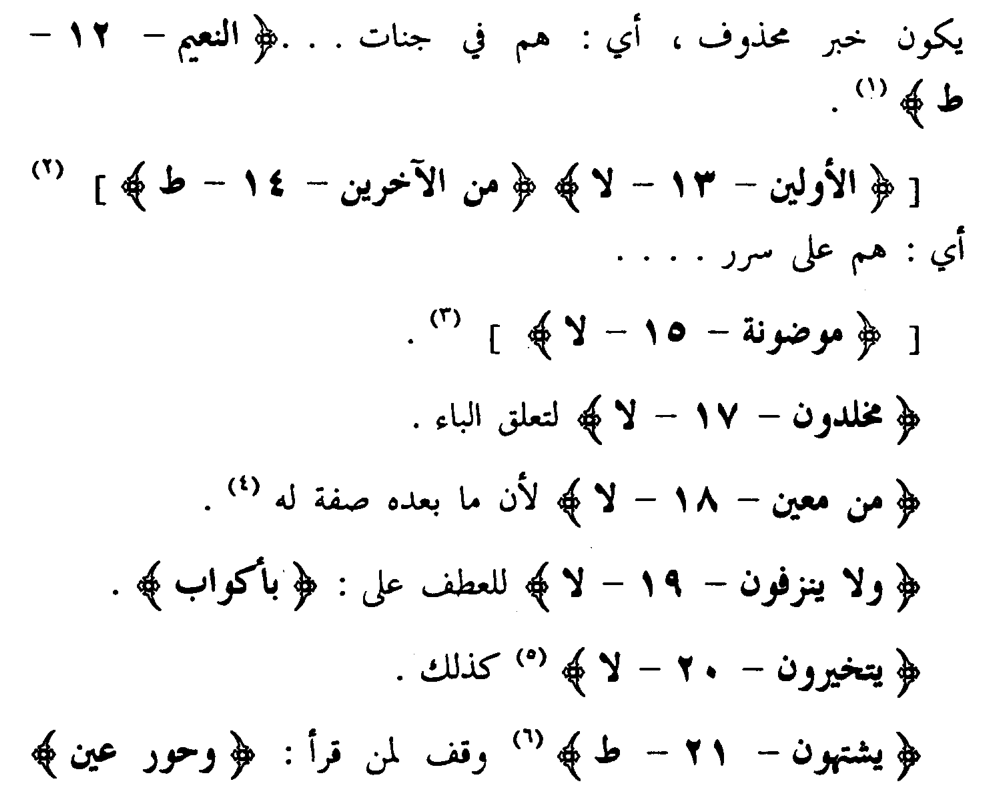 يكون خبر محذوف ، أي : هم في جنات . . . ﴿ النعيم – ١٢ –
ط ﴾ (١) .
[ ﴿ الأولين – ١٣ – لا ﴾ ﴿ من الآخرين – ١٤ – ط ﴾ ] (٢)
أي : هم على سرر . . . .
[ ﴿ موضونة – ١٥ – لا ﴾ ] (٣) .
﴿ مخلدون – ١٧ – لا ﴾ لتعلق الباء .
﴿ من معين – ١٨ – لا ﴾ لأن ما بعده صفة له (٤) .
﴿ ولا ينزفون – ١٩ – لا ﴾ للعطف على : ﴿ بأكواب ﴾ .
﴿ يتخيرون – ٢٠ – لا ﴾ (٥) كذلك .
﴿ يشتهون – ٢١ – ط ﴾ (٦) وقف لمن قرأ : ﴿ وحور عين ﴾